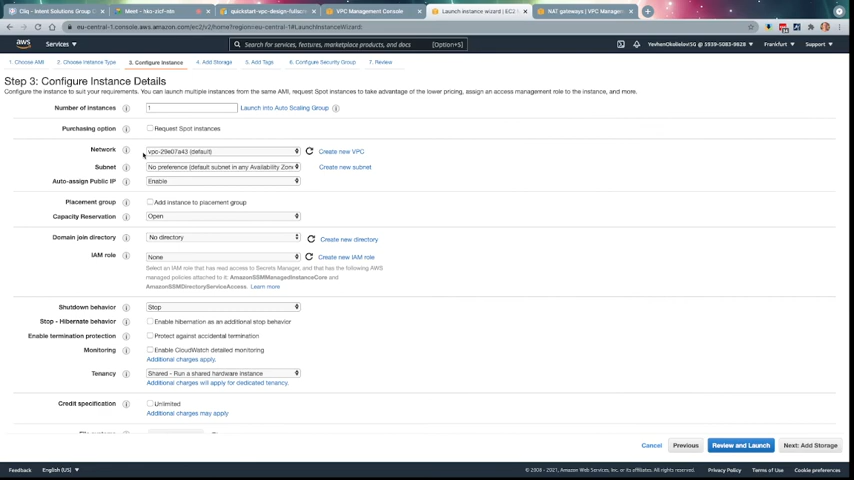 Cliq - Intent Solutions Group C
Meet - hko-zicf-ntn
quickstart-vpc-design-fullscre
VPC Management Console
Launch instance wizard | EC2
NAT gateways | VPC Manager
eu-central-1.console.aws.amazon.com/ec2/v2/home?region=eu-central-1#LaunchInstanceWizard:
aws
Services
Search for services, features, marketplace products, and docs
[Option+S]
Frankfurt
Support
1. Choose AMI
2. Choose Instance Type
3. Configure Instance
4. Add Storage
5. Add Tags
6. Configure Security Group
7. Review
Step 3: Configure Instance Details
Configure the instance to suit your requirements. You can launch multiple instances from the same AMI, request Spot instances to take advantage of the lower pricing, assign an access management role to the instance, and more.
Number of instances
1
Launch into Auto Scaling Group
Purchasing option
Request Spot instances
Network
vpc-29e07a43 (default)
Create new VPC
Subnet
No preference (default subnet in any Availability Zone
Create new subnet
Auto-assign Public IP
Enable
Placement group
Add instance to placement group
Capacity Reservation
Open
Domain join directory
No directory
Create new directory
IAM role
None
Create new IAM role
Select an IAM role that has read access to Secrets Manager, and that has the following AWS
managed policies attached to it: AmazonSSMManagedInstanceCore and
AmazonSSMDirectoryServiceAccess. Learn more
Shutdown behavior
Stop
Stop - Hibernate behavior
Enable hibernation as an additional stop behavior
Enable termination protection
Protect against accidental termination
Monitoring
Enable CloudWatch detailed monitoring
Additional charges apply.
Tenancy
Shared - Run a shared hardware instance
Additional charges will apply for dedicated tenancy.
Credit specification
Unlimited
Additional charges may apply
Cancel
Previous
Review and Launch
Next: Add Storage
Feedback
English (US)
© 2008 - 2021, Amazon Web Services, Inc. or its affiliates. All rights reserved.
Privacy Policy
Terms of Use
Cookie preferences